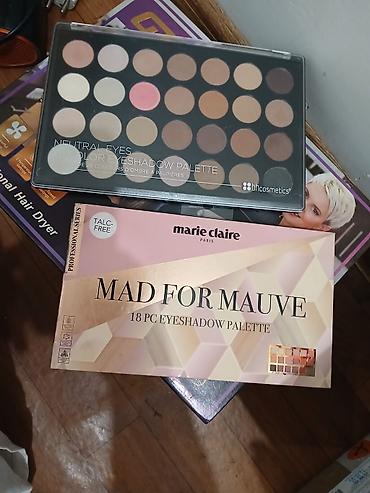 NEUTRAL EYES
COLOR EYESHADOW PALETTE
bhcosmetics
onal Hair Dryer
PROFESSIONAL SERIES
TALC-
FREE
marie claire
PARIS
MAD FOR MAUVE
18 PC EYESHADOW PALETTE